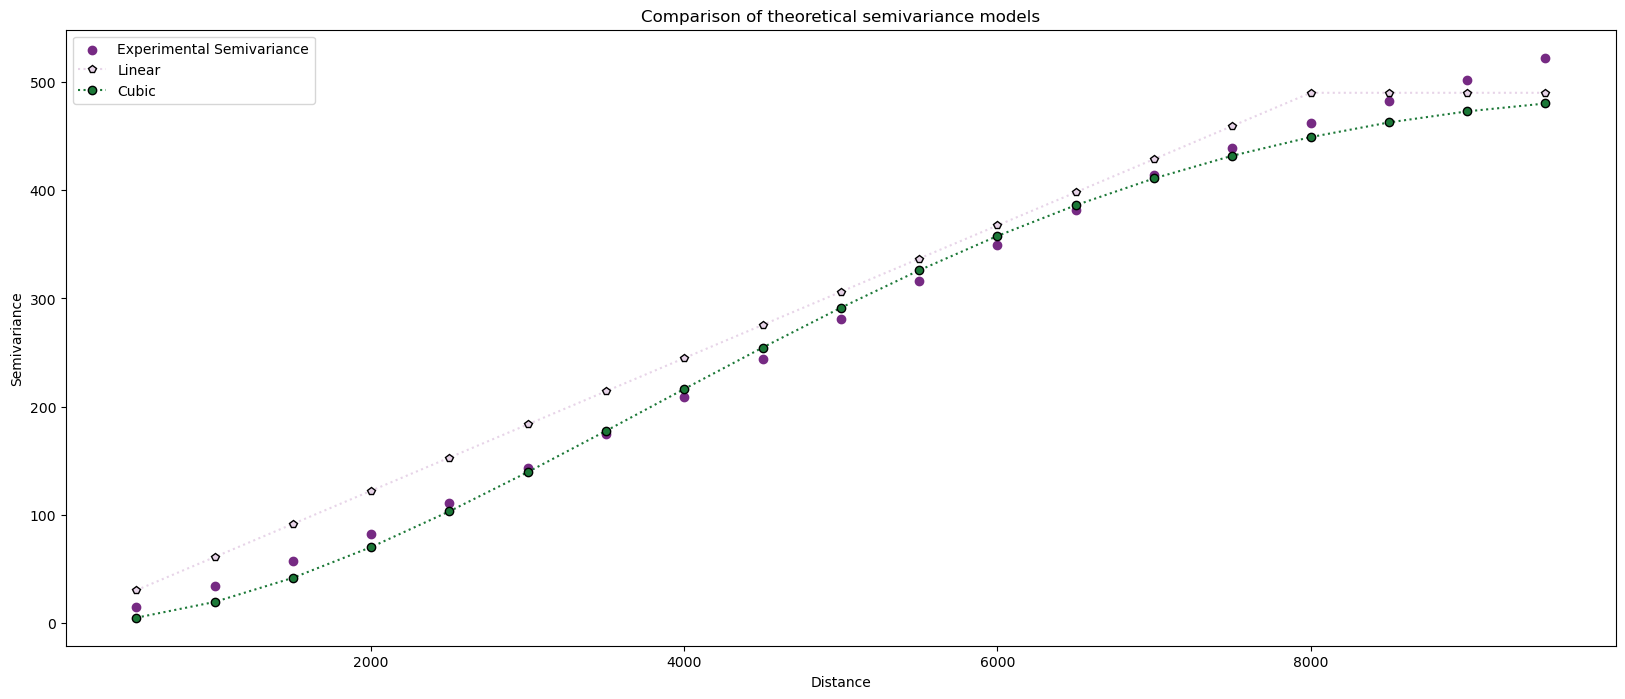 Comparison of theoretical semivariance models
Experimental Semivariance
Linear
Cubic
500
400
300
200
100
0
Semivariance
2000
4000
6000
8000
Distance